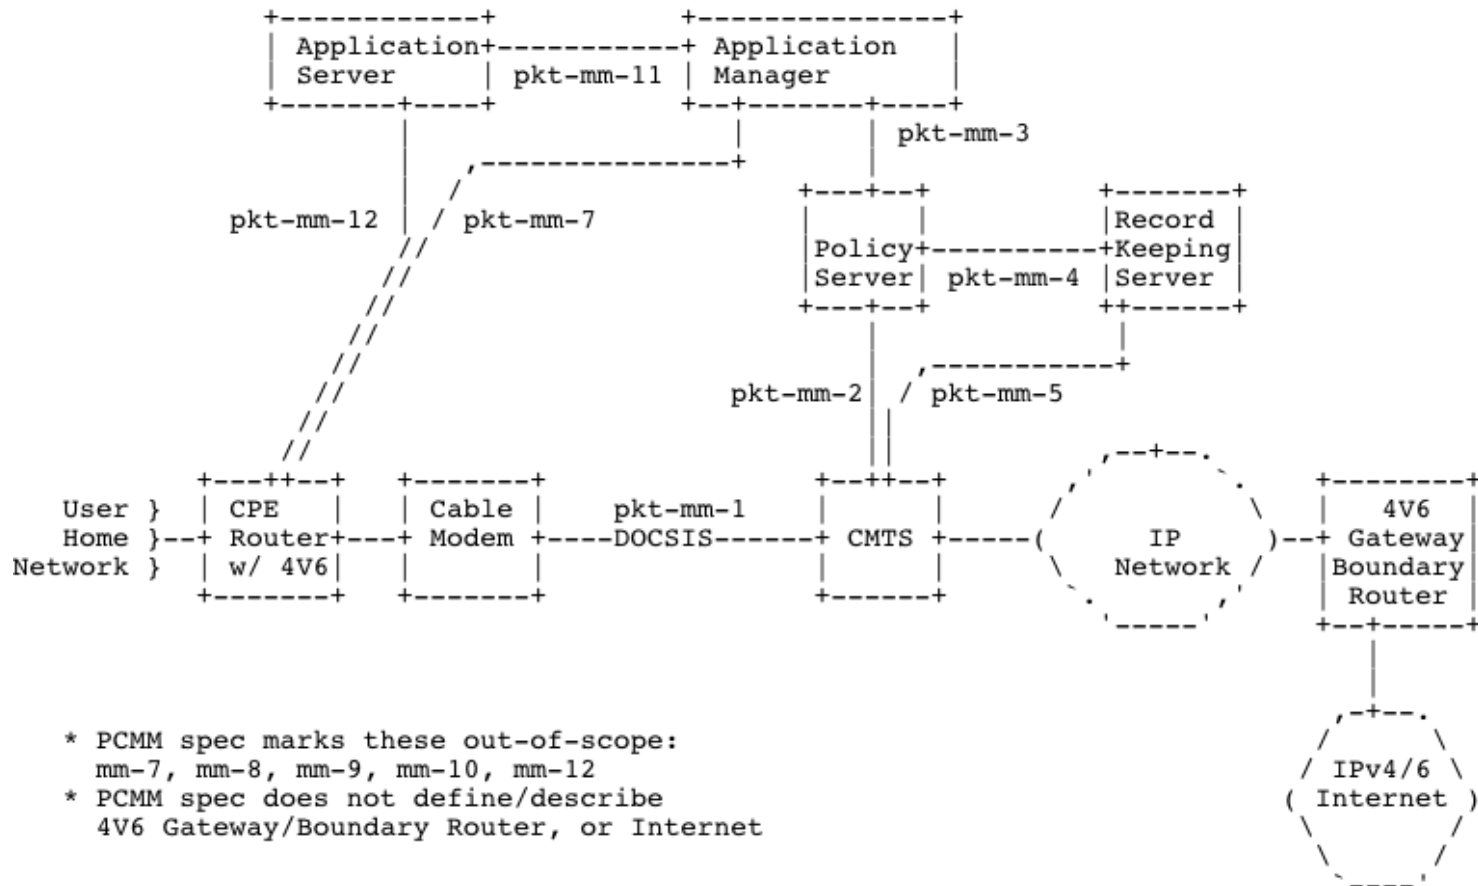 Application Application
Server pkt-mm-11 Manager
pkt-mm-3
pkt-mm-12 pkt-mm-7 Record
Policy Keeping
Server pkt-mm-4 Server
pkt-mm-2 pkt-mm-5
User } CPE Cable pkt-mm-1 4V6
Home } Router Modem DOCSIS CMTS IP Gateway
Network } w/ 4V6 Network Boundary
Router
* PCMM spec marks these out-of-scope:
mm-7, mm-8, mm-9, mm-10, mm-12 IPv4/6
* PCMM spec does not define/describe Internet
4V6 Gateway/Boundary Router, or Internet